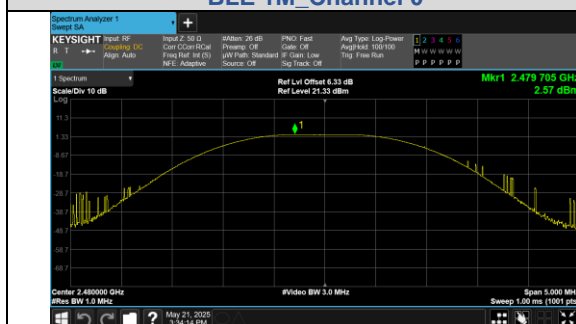 BLE 1M_Channel
Spectrum Analyzer 1
Swept SA
KEYSIGHT Input: RF Input Z: 50 Ω #Atten: 26 dB PNO: Fast Avg Type: Log-Power 1 2 3 4 5 6
R T Coupling: DC Corr CCorr RCal Preamp: Off Gate: Off Avg|Hold: 100/100 M W W W W W
Align: Auto Freq Ref: Int (S) µW Path: Standard IF Gain: Low Trig: Free Run
NFE: Adaptive Source: Off Sig Track: Off P P P P P P
1 Spectrum Ref Lvl Offset 6.33 dB Mkr1 2.479 705 GHz
Scale/Div 10 dB Ref Level 21.33 dBm 2.57 dBm
Log
11.3
1
1.33
-8.67
-18.7
-28.7
-38.7
-48.7
-58.7
-68.7
Center 2.480000 GHz #Video BW 3.0 MHz Span 5.000 MHz
#Res BW 1.0 MHz Sweep 1.00 ms (1001 pts)
May 21, 2025
3:34:14 PM